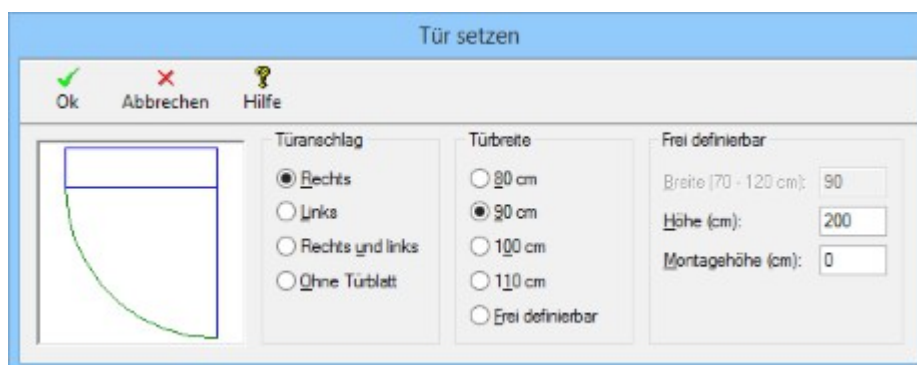 Tür setzen
Ok Abbrechen Hilfe
Türanschlag
Rechts
Links
Rechts und links
Ohne Türblatt
Türbreite
80 cm
90 cm
100 cm
110 cm
Frei definierbar
Frei definierbar
Breite (70 - 120 cm): 90
Höhe (cm): 200
Montagehöhe (cm): 0